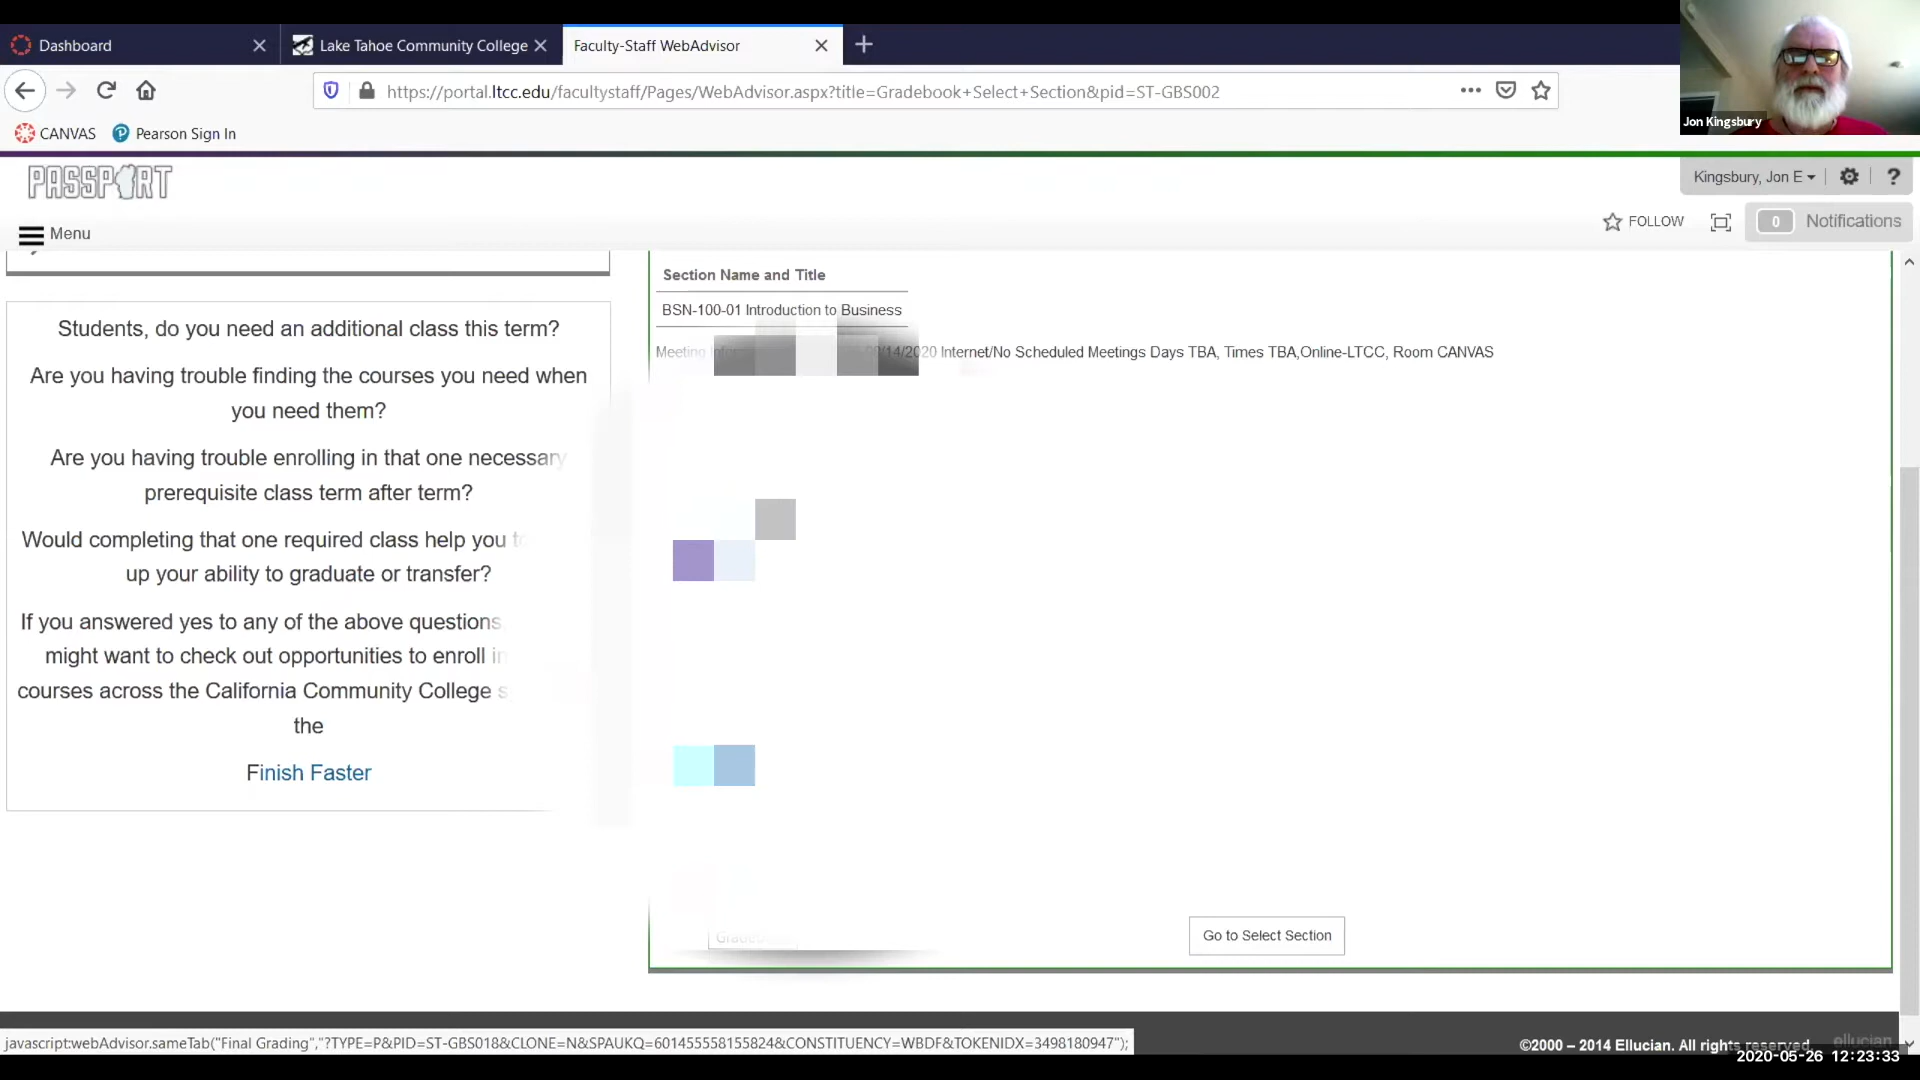 Dashboard
Lake Tahoe Community College
Faculty-Staff WebAdvisor
https://portal.ltcc.edu/facultystaff/Pages/WebAdvisor.aspx?title=Gradebook+Select+Section&pid=ST-GBS002
Jon Kingsbury
CANVAS
Pearson Sign In
PASSPORT
Kingsbury, Jon E
?
Menu
FOLLOW
0
Notifications
Section Name and Title
BSN-100-01 Introduction to Business
Meeting /14/2020 Internet/No Scheduled Meetings Days TBA, Times TBA,Online-LTCC, Room CANVAS
Students, do you need an additional class this term?
Are you having trouble finding the courses you need when
you need them?
Are you having trouble enrolling in that one necessary
prerequisite class term after term?
Would completing that one required class help you
up your ability to graduate or transfer?
If you answered yes to any of the above questions
might want to check out opportunities to enroll in
courses across the California Community College
the
Finish Faster
Go to Select Section
javascript:webAdvisor.sameTab("Final Grading","?TYPE=P&PID=ST-GBS018&CLONE=N&SPAUKQ=601455558155824&CONSTITUENCY=WBDF&TOKENIDX=3498180947");
©2000 – 2014 Ellucian. All rights reserved.
ellucian
2020-05-26 12:23:33